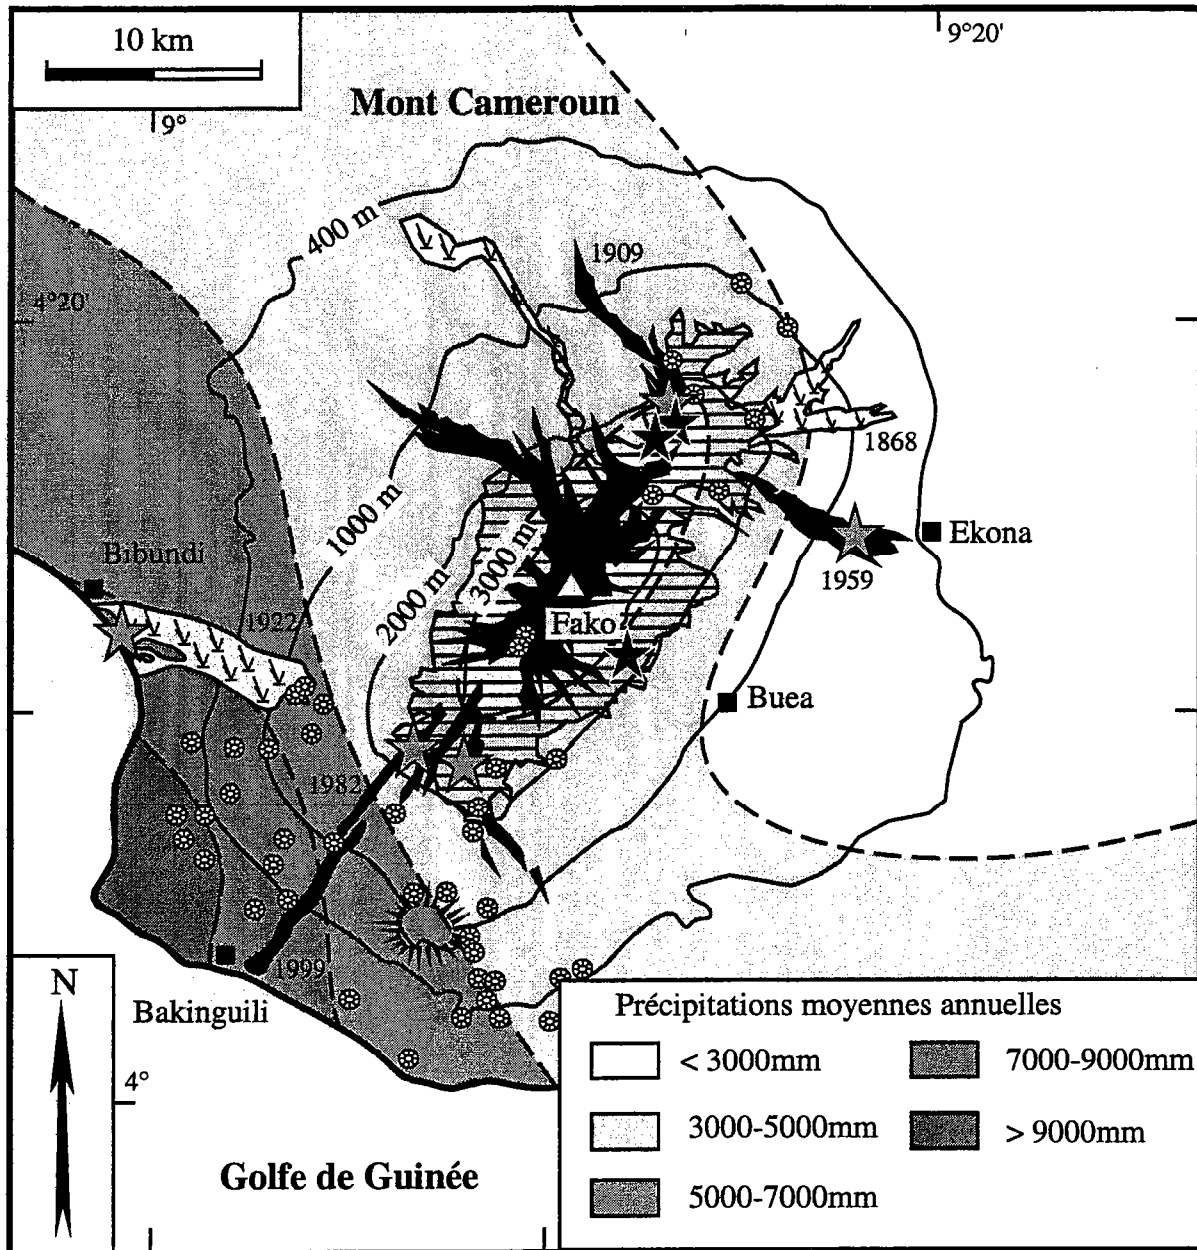 10 km
9°20'
Mont Cameroun
9°
400 m
1909
4°20'
1868
1000 m
Bibundi
3000 m
Ekona
1959
2000 m
1922
Fako
Buea
1982
1999
Bakinguili
N
4°
Golfe de Guinée
Précipitations moyennes annuelles
< 3000mm
7000-9000mm
3000-5000mm
> 9000mm
5000-7000mm